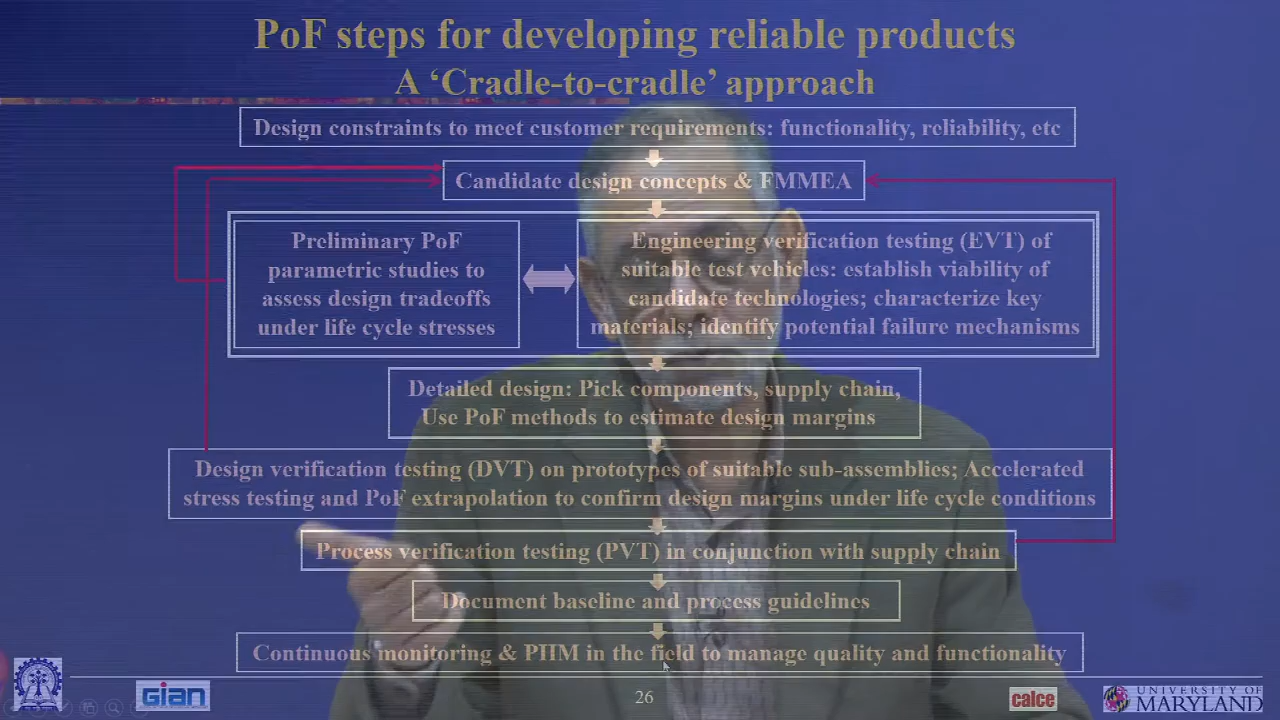 PoF steps for developing reliable products
A ‘Cradle-to-cradle’ approach
Design constraints to meet customer requirements: functionality, reliability, etc
Candidate design concepts & FMMEA
Preliminary PoF
parametric studies to
assess design tradeoffs
under life cycle stresses
Engineering verification testing (EVT) of
suitable test vehicles: establish viability of
candidate technologies; characterize key
materials; identify potential failure mechanisms
Detailed design: Pick components, supply chain,
Use PoF methods to estimate design margins
Design verification testing (DVT) on prototypes of suitable sub-assemblies; Accelerated
stress testing and PoF extrapolation to confirm design margins under life cycle conditions
Process verification testing (PVT) in conjunction with supply chain
Document baseline and process guidelines
Continuous monitoring & PHM in the field to manage quality and functionality
gian
26
calce
UNIVERSITY OF
MARYLAND